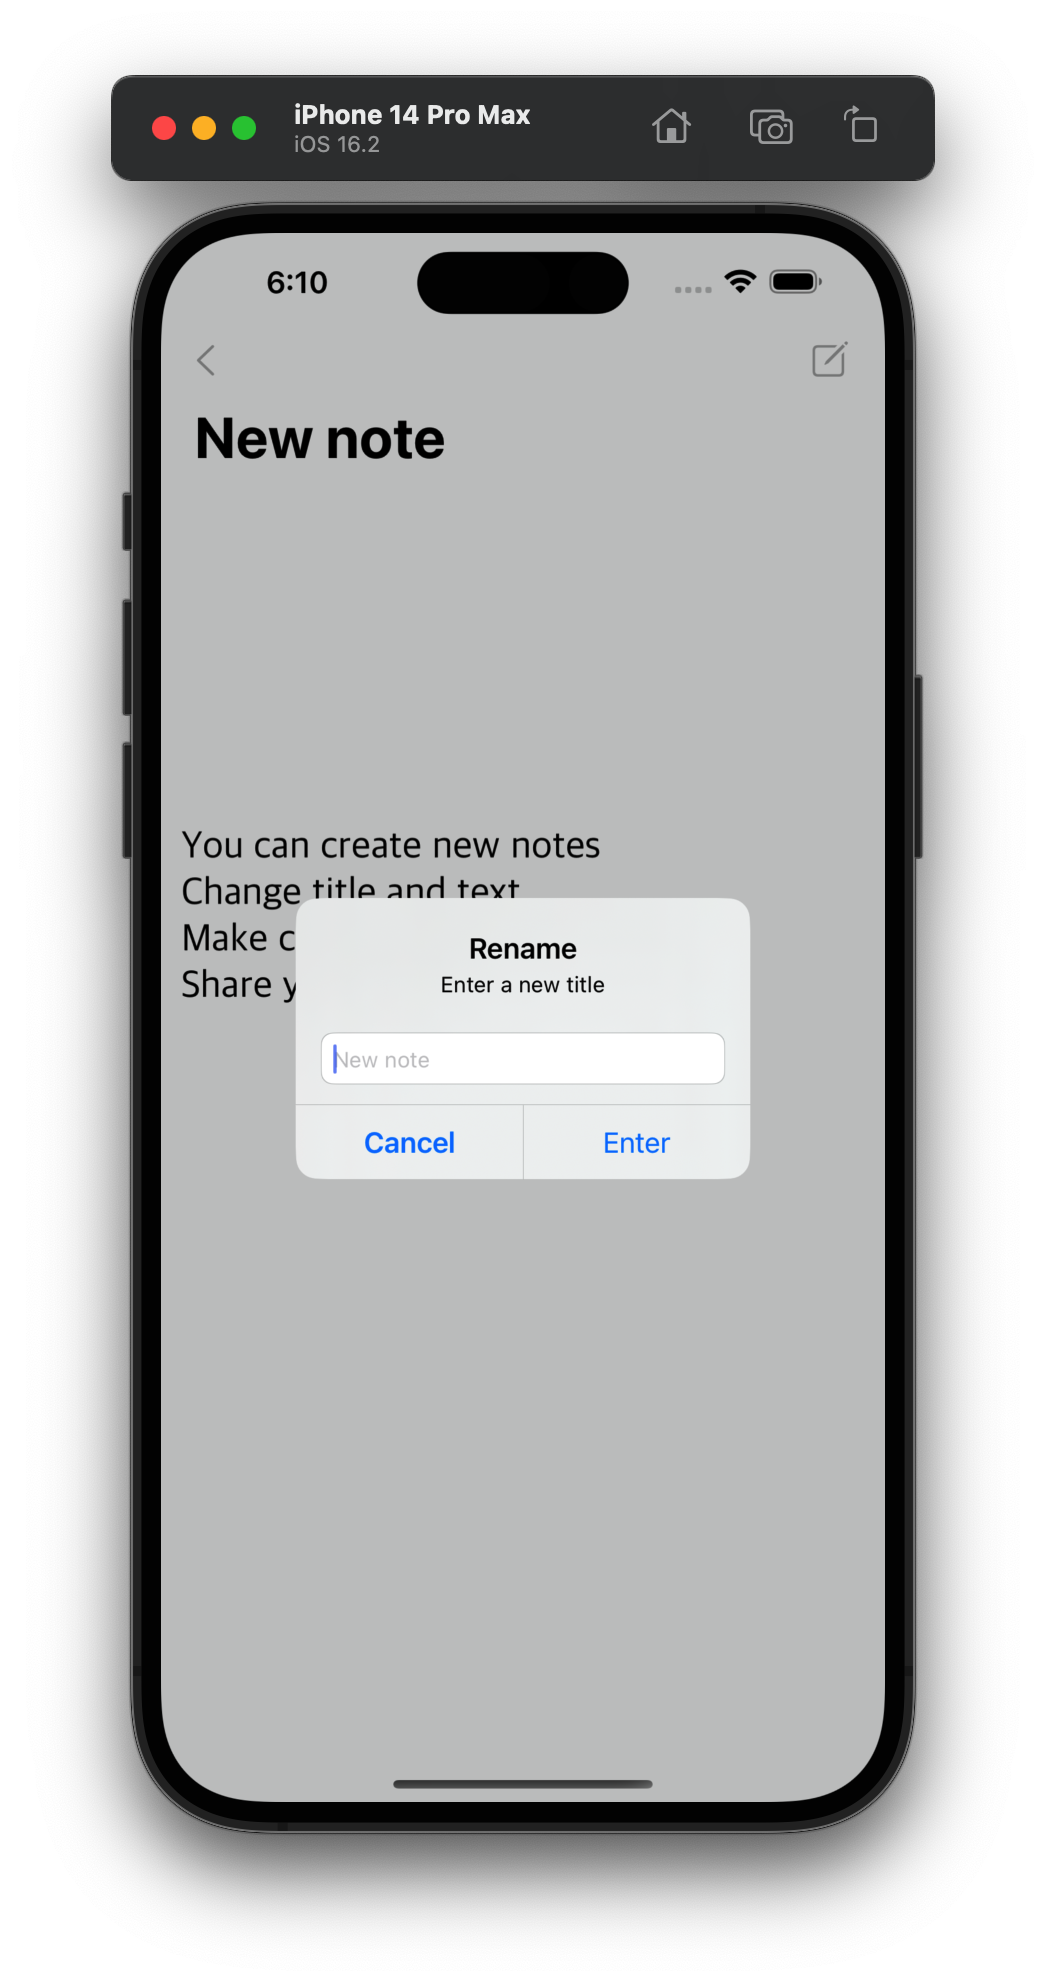 iPhone 14 Pro Max
iOS 16.2
6:10
New note
You can create new notes
Change title and text
Make
Share
Rename
Enter a new title
New note
Cancel
Enter